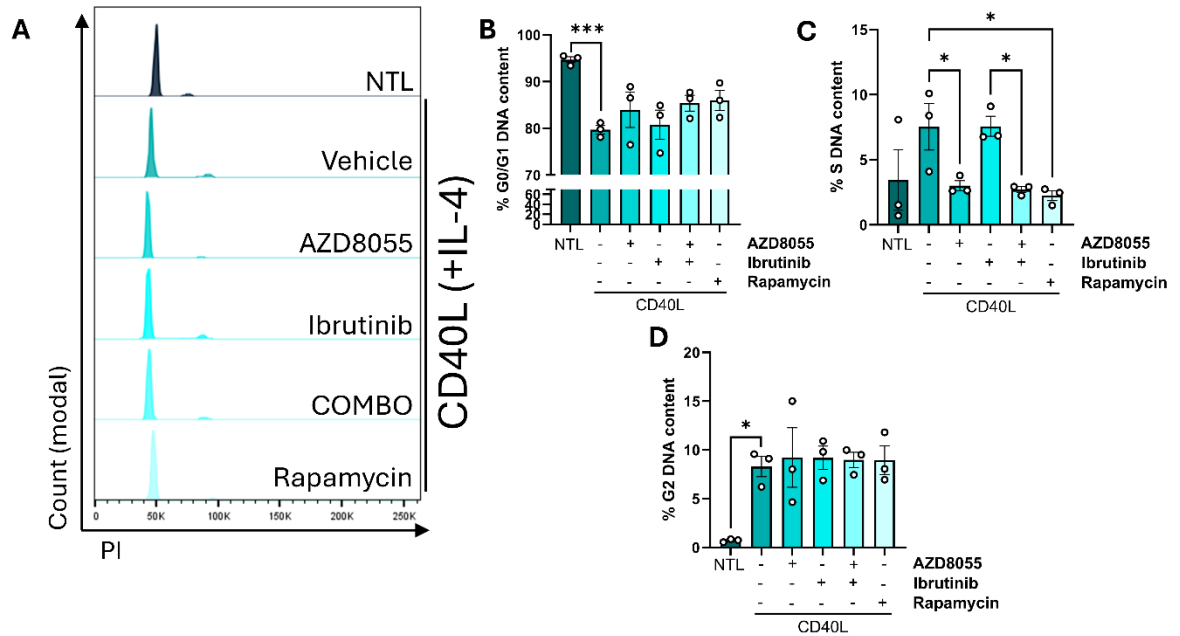 A
NTL
Vehicle
AZD8055
Ibrutinib
COMBO
Rapamycin
CD40L (+IL-4)
Count (modal)
0 50K 100K 150K 200K 250K
PI
B
***
% G0/G1 DNA content
100
90
80
70
60
40
20
0
NTL - + - + - AZD8055
- - + + - Ibrutinib
- - - - + Rapamycin
CD40L
C
*
* *
% S DNA content
15
10
5
0
NTL - + - + - AZD8055
- - + + - Ibrutinib
- - - - + Rapamycin
CD40L
D
*
% G2 DNA content
20
15
10
5
0
NTL - + - + - AZD8055
- - + + - Ibrutinib
- - - - + Rapamycin
CD40L